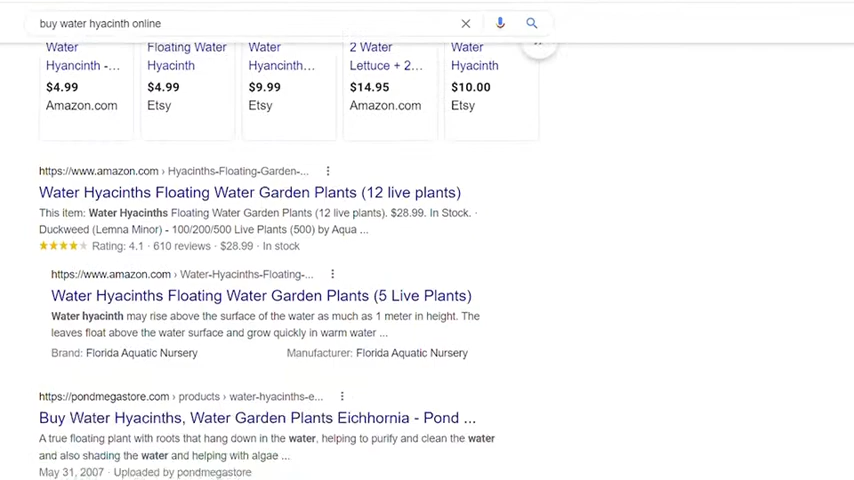 buy water hyacinth online
Water Floating Water Water 2 Water Water
Hyancinth -... Hyacinth Hyancinth... Lettuce + 2... Hyacinth
$4.99 $4.99 $9.99 $14.95 $10.00
Amazon.com Etsy Etsy Amazon.com Etsy
https://www.amazon.com › Hyacinths-Floating-Garden-...
Water Hyacinths Floating Water Garden Plants (12 live plants)
This item: Water Hyacinths Floating Water Garden Plants (12 live plants). $28.99. In Stock. ·
Duckweed (Lemna Minor) - 100/200/500 Live Plants (500) by Aqua ...
Rating: 4.1 · 610 reviews · $28.99 · In stock
https://www.amazon.com › Water-Hyacinths-Floating-...
Water Hyacinths Floating Water Garden Plants (5 Live Plants)
Water hyacinth may rise above the surface of the water as much as 1 meter in height. The
leaves float above the water surface and grow quickly in warm water ...
Brand: Florida Aquatic Nursery Manufacturer: Florida Aquatic Nursery
https://pondmegastore.com › products › water-hyacinths-e...
Buy Water Hyacinths, Water Garden Plants Eichhornia - Pond ...
A true floating plant with roots that hang down in the water, helping to purify and clean the water
and also shading the water and helping with algae ...
May 31, 2007 · Uploaded by pondmegastore